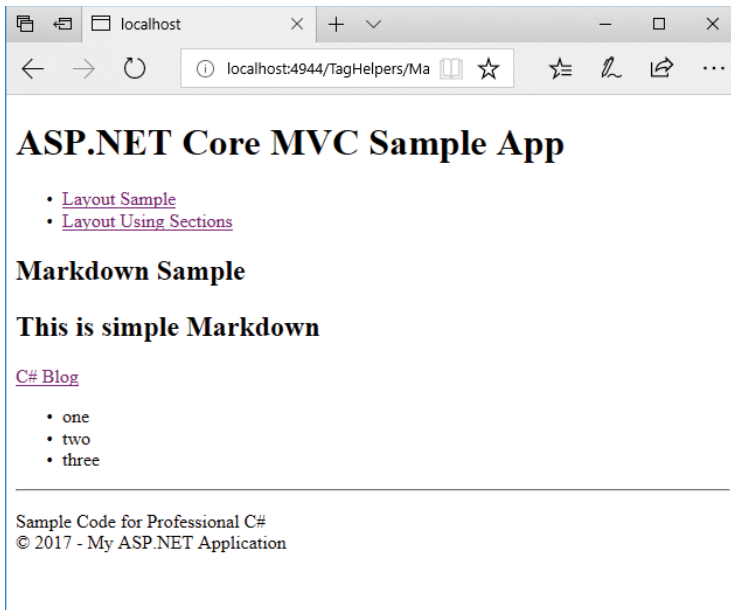 localhost
localhost:4944/TagHelpers/Ma
ASP.NET Core MVC Sample App
• Layout Sample
• Layout Using Sections
Markdown Sample
This is simple Markdown
C# Blog
• one
• two
• three
Sample Code for Professional C#
© 2017 - My ASP.NET Application